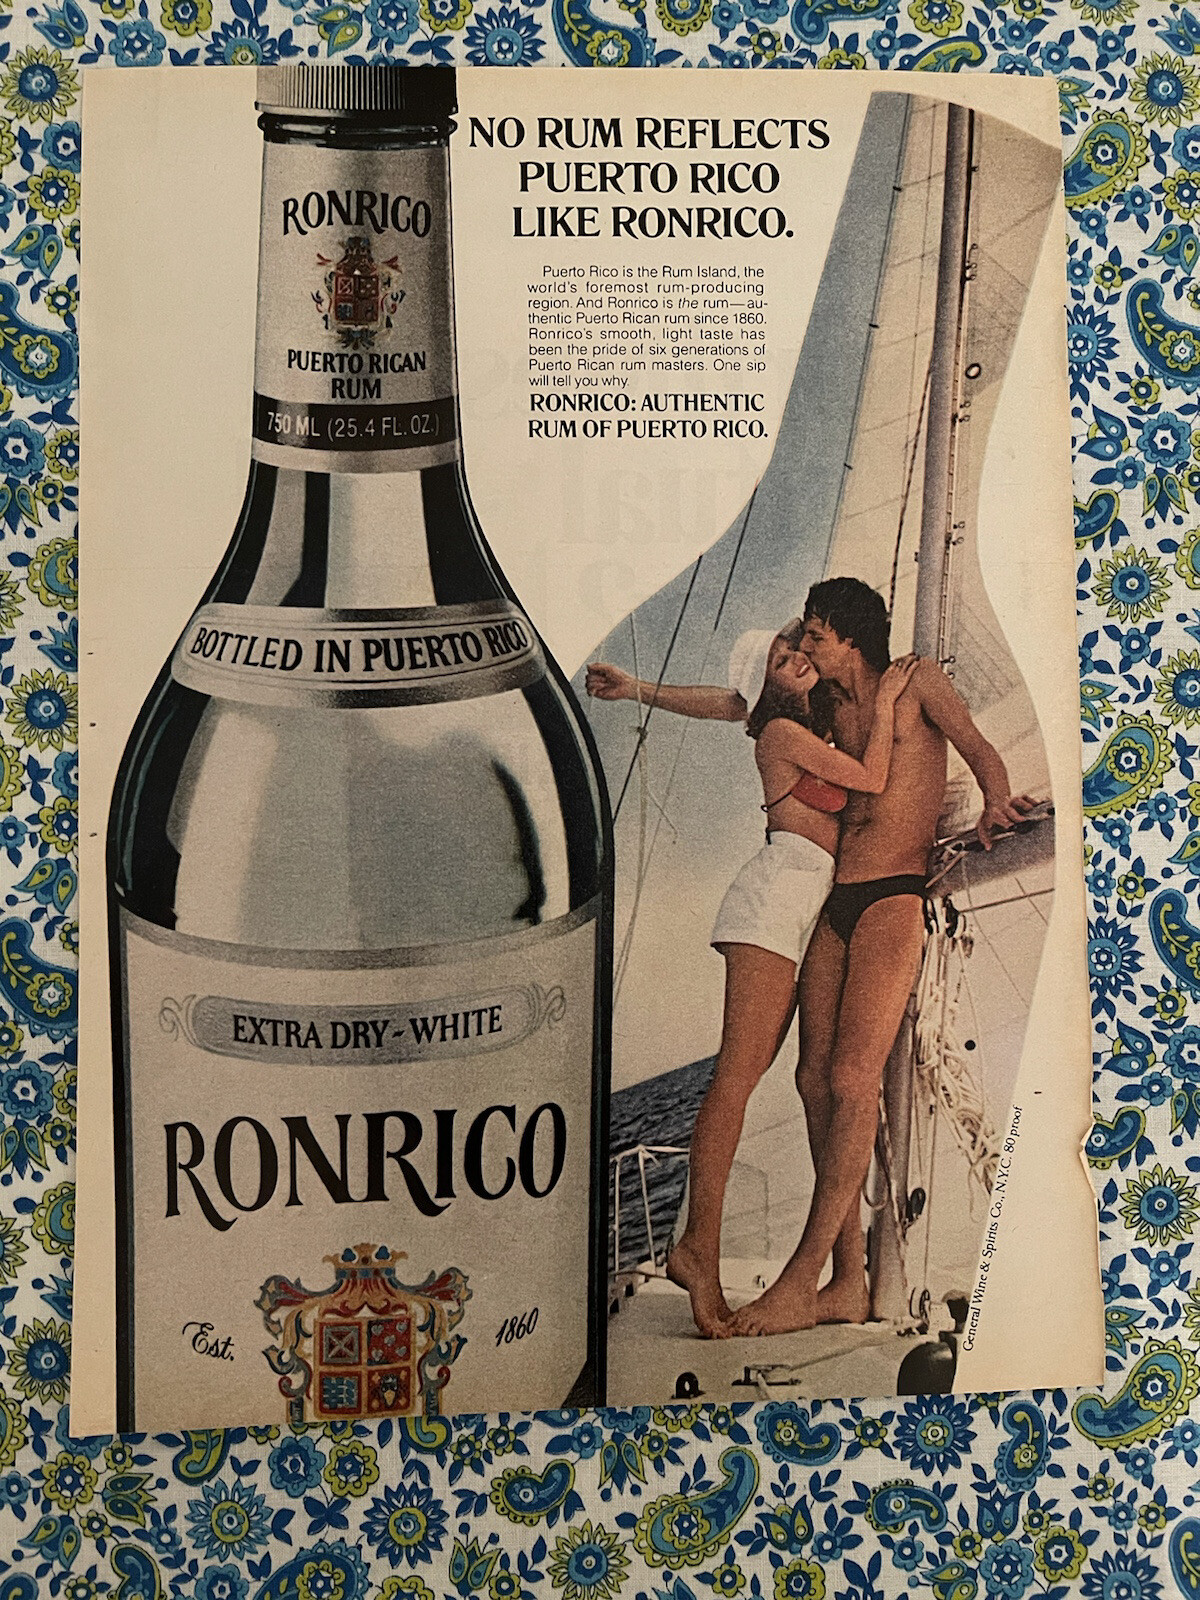 RONRICO
PUERTO RICAN
RUM
750 ML (25.4 FL. OZ.)
BOTTLED IN PUERTO RICO
EXTRA DRY-WHITE
RONRICO
Est. 1860
NO RUM REFLECTS
PUERTO RICO
LIKE RONRICO.
Puerto Rico is the Rum Island, the
world's foremost rum-producing
region. And Ronrico is the rum—au-
thentic Puerto Rican rum since 1860.
Ronrico's smooth, light taste has
been the pride of six generations of
Puerto Rican rum masters. One sip
will tell you why.
RONRICO: AUTHENTIC
RUM OF PUERTO RICO.
General Wine & Spirits Co., N.Y.C. 80 proof